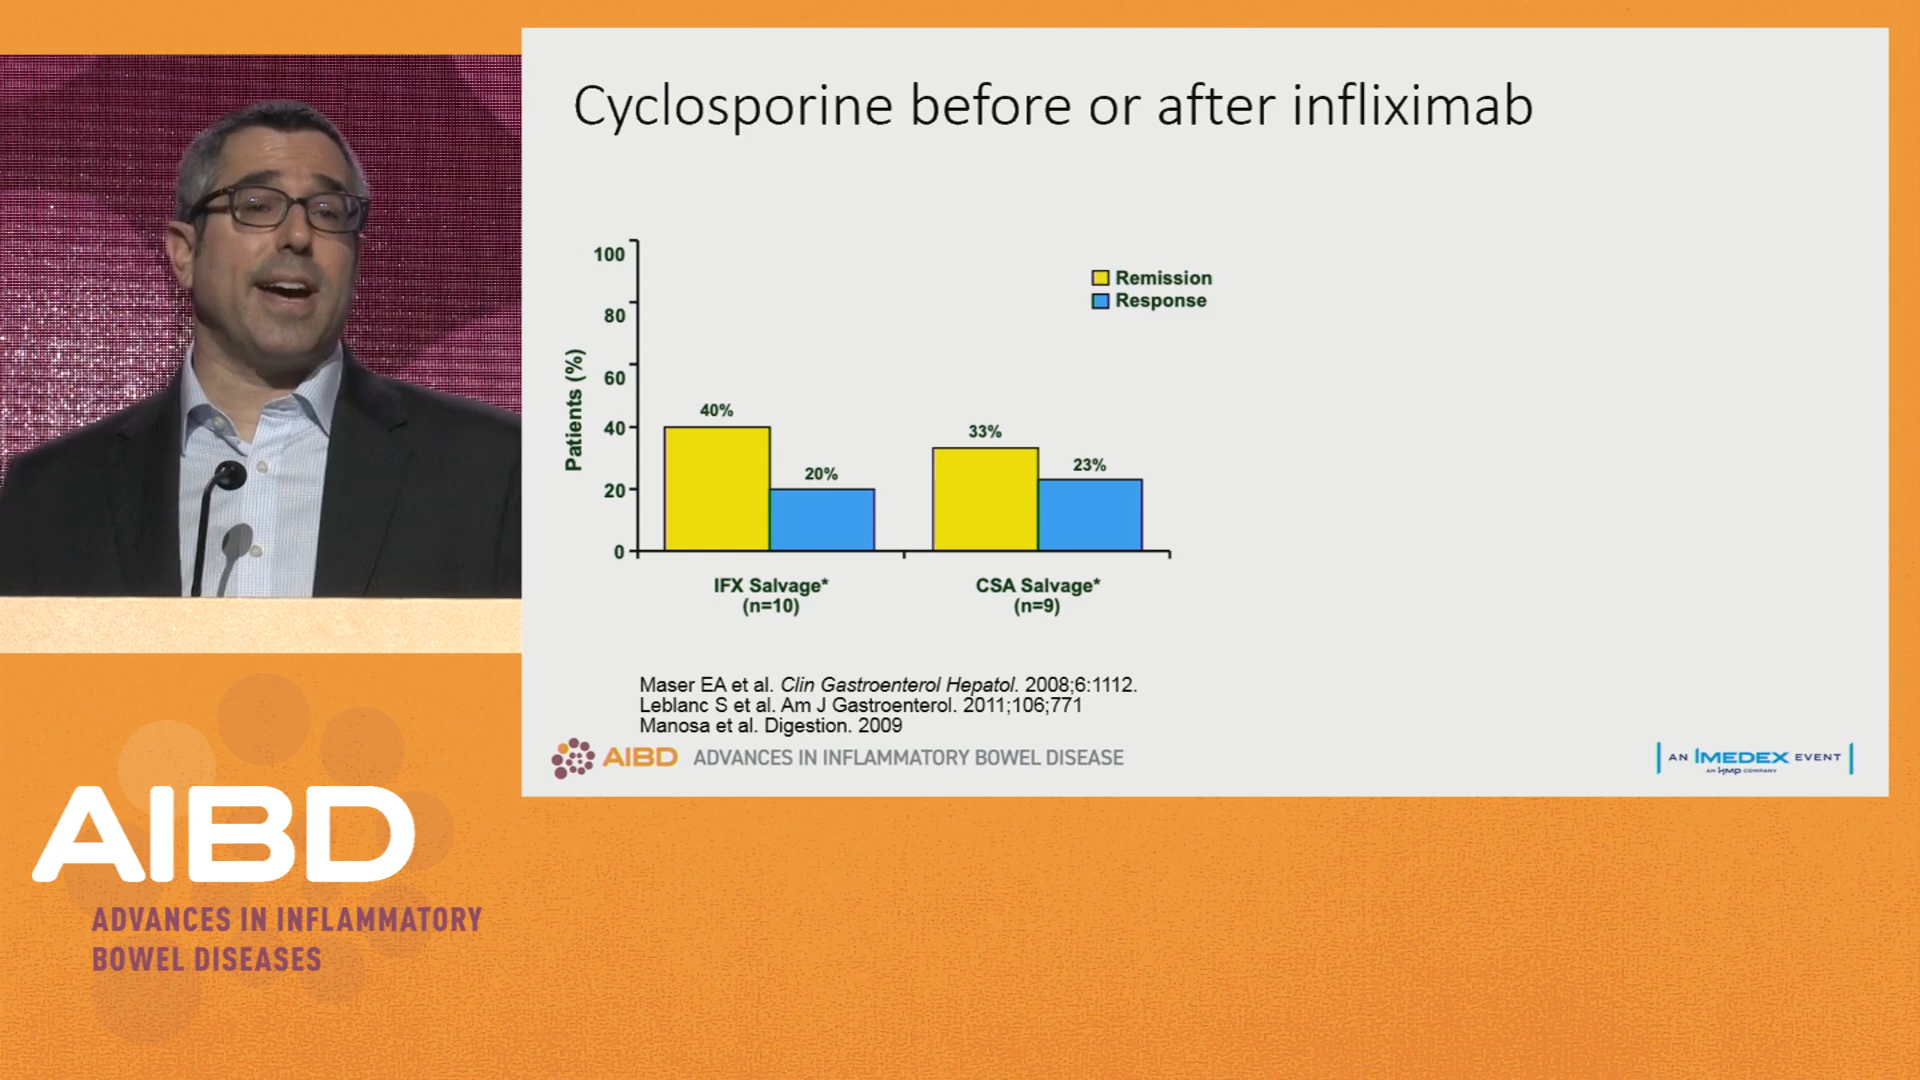 Cyclosporine before or after infliximab
100
80
60
40
20
0
Patients (%)
Remission
Response
40%
20%
33%
23%
IFX Salvage*
(n=10)
CSA Salvage*
(n=9)
Maser EA et al. Clin Gastroenterol Hepatol. 2008;6:1112.
Leblanc S et al. Am J Gastroenterol. 2011;106;771
Manosa et al. Digestion. 2009
AIBD ADVANCES IN INFLAMMATORY BOWEL DISEASE
AN IMEDEX EVENT
AN hmp COMPANY
AIBD
ADVANCES IN INFLAMMATORY
BOWEL DISEASES